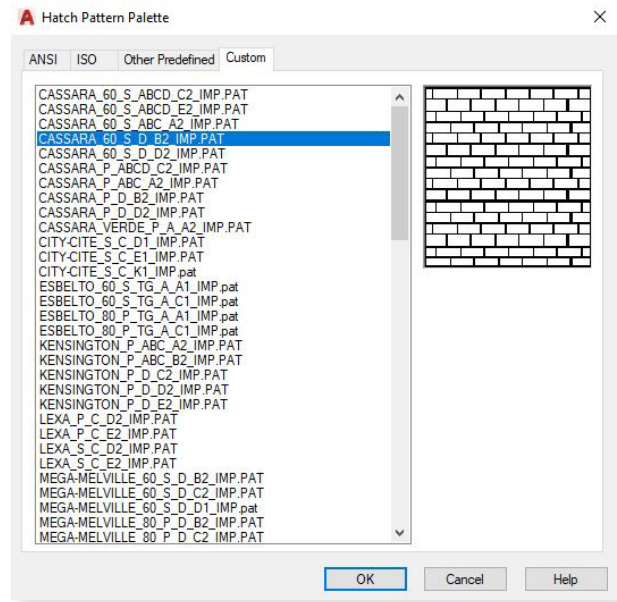 Hatch Pattern Palette
ANSI ISO Other Predefined Custom
CASSARA_60_S_ABCD_C2_IMP.PAT
CASSARA_60_S_ABCD_E2_IMP.PAT
CASSARA_60_S_ABC_A2_IMP.PAT
CASSARA_60_S_D_B2_IMP.PAT
CASSARA_60_S_D_D2_IMP.PAT
CASSARA_P_ABCD_C2_IMP.PAT
CASSARA_P_ABC_A2_IMP.PAT
CASSARA_P_D_B2_IMP.PAT
CASSARA_P_D_D2_IMP.PAT
CASSARA_VERDE_P_A_A2_IMP.PAT
CITY-CITE_S_C_D1_IMP.PAT
CITY-CITE_S_C_E1_IMP.PAT
CITY-CITE_S_C_K1_IMP.pat
ESBELTO_60_S_TG_A_A1_IMP.pat
ESBELTO_60_S_TG_A_C1_IMP.pat
ESBELTO_80_P_TG_A_A1_IMP.pat
ESBELTO_80_P_TG_A_C1_IMP.pat
KENSINGTON_P_ABC_A2_IMP.PAT
KENSINGTON_P_ABC_B2_IMP.PAT
KENSINGTON_P_D_C2_IMP.PAT
KENSINGTON_P_D_D2_IMP.PAT
KENSINGTON_P_D_E2_IMP.PAT
LEXA_P_C_D2_IMP.PAT
LEXA_P_C_E2_IMP.PAT
LEXA_S_C_D2_IMP.PAT
LEXA_S_C_E2_IMP.PAT
MEGA-MELVILLE_60_S_D_B2_IMP.PAT
MEGA-MELVILLE_60_S_D_C2_IMP.PAT
MEGA-MELVILLE_60_S_D_D1_IMP.pat
MEGA-MELVILLE_80_P_D_B2_IMP.PAT
MEGA-MELVILLE_80_P_D_C2_IMP.PAT
OK Cancel Help